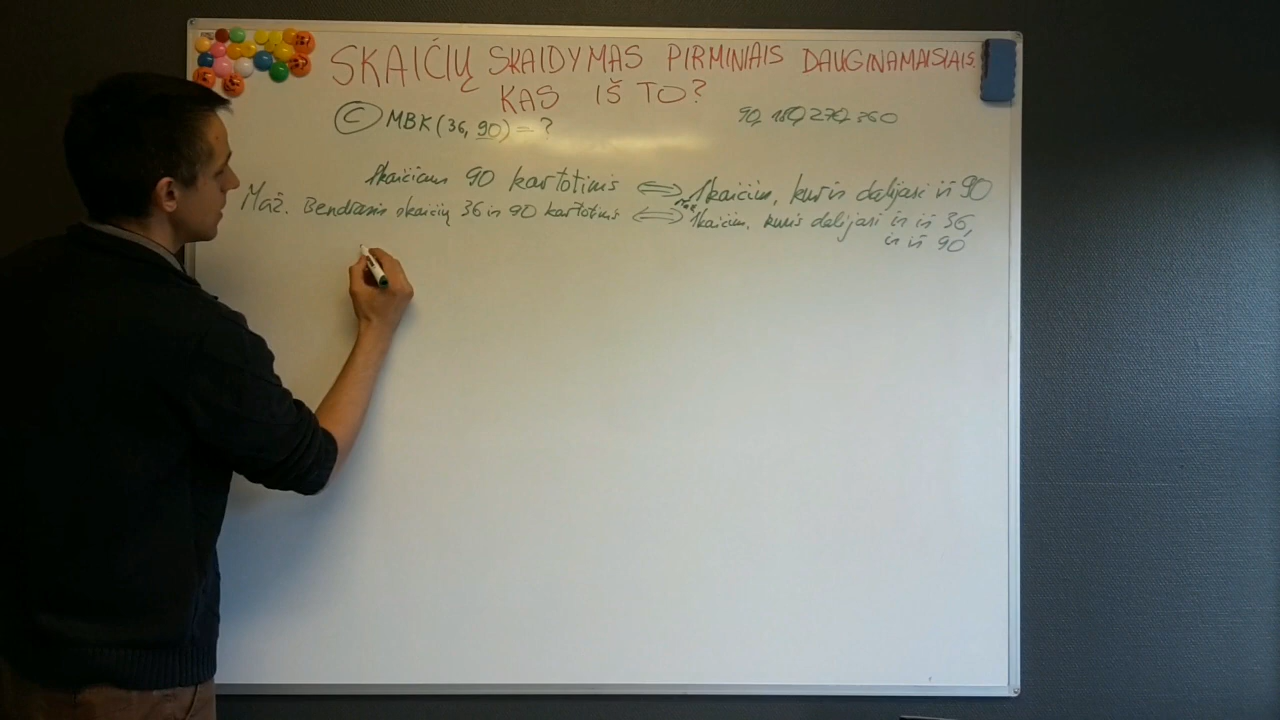 SKAIČIŲ SKAIDYMAS PIRMINIAIS DAUGINAMAISIAIS.
KAS IŠ TO?
C MBK(36, 90) = ?
90, 180, 270, 360
Skaičiaus 90 kartotinis ⟺ Skaičius, kuris dalijasi iš 90
Maž. Bendrasis skaičių 36 ir 90 kartotinis ⟺ skaičius, kuris dalijasi ir iš 36,
ir iš 90